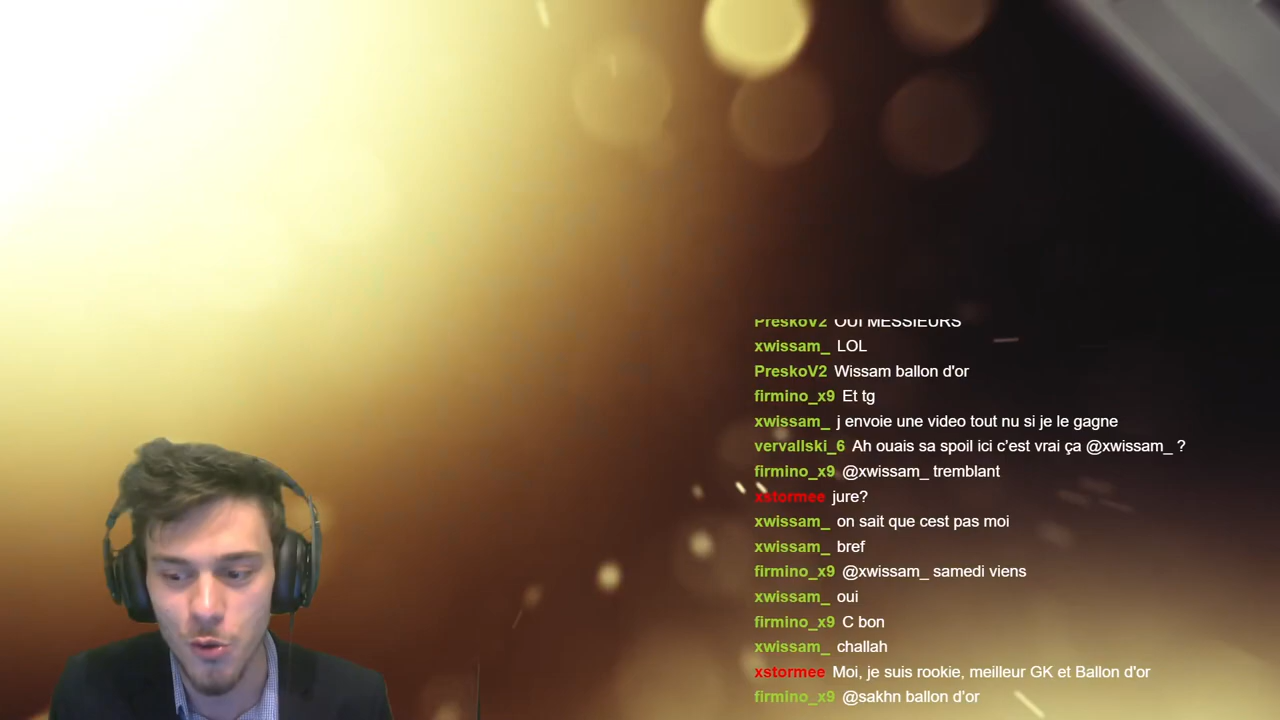 PreskoV2 OUI MESSIEURS
xwissam_ LOL
PreskoV2 Wissam ballon d'or
firmino_x9 Et tg
xwissam_ j envoie une video tout nu si je le gagne
vervallski_6 Ah ouais sa spoil ici c'est vrai ça @xwissam_ ?
firmino_x9 @xwissam_ tremblant
xstormee jure?
xwissam_ on sait que cest pas moi
xwissam_ bref
firmino_x9 @xwissam_ samedi viens
xwissam_ oui
firmino_x9 C bon
xwissam_ challah
xstormee Moi, je suis rookie, meilleur GK et Ballon d'or
firmino_x9 @sakhn ballon d'or